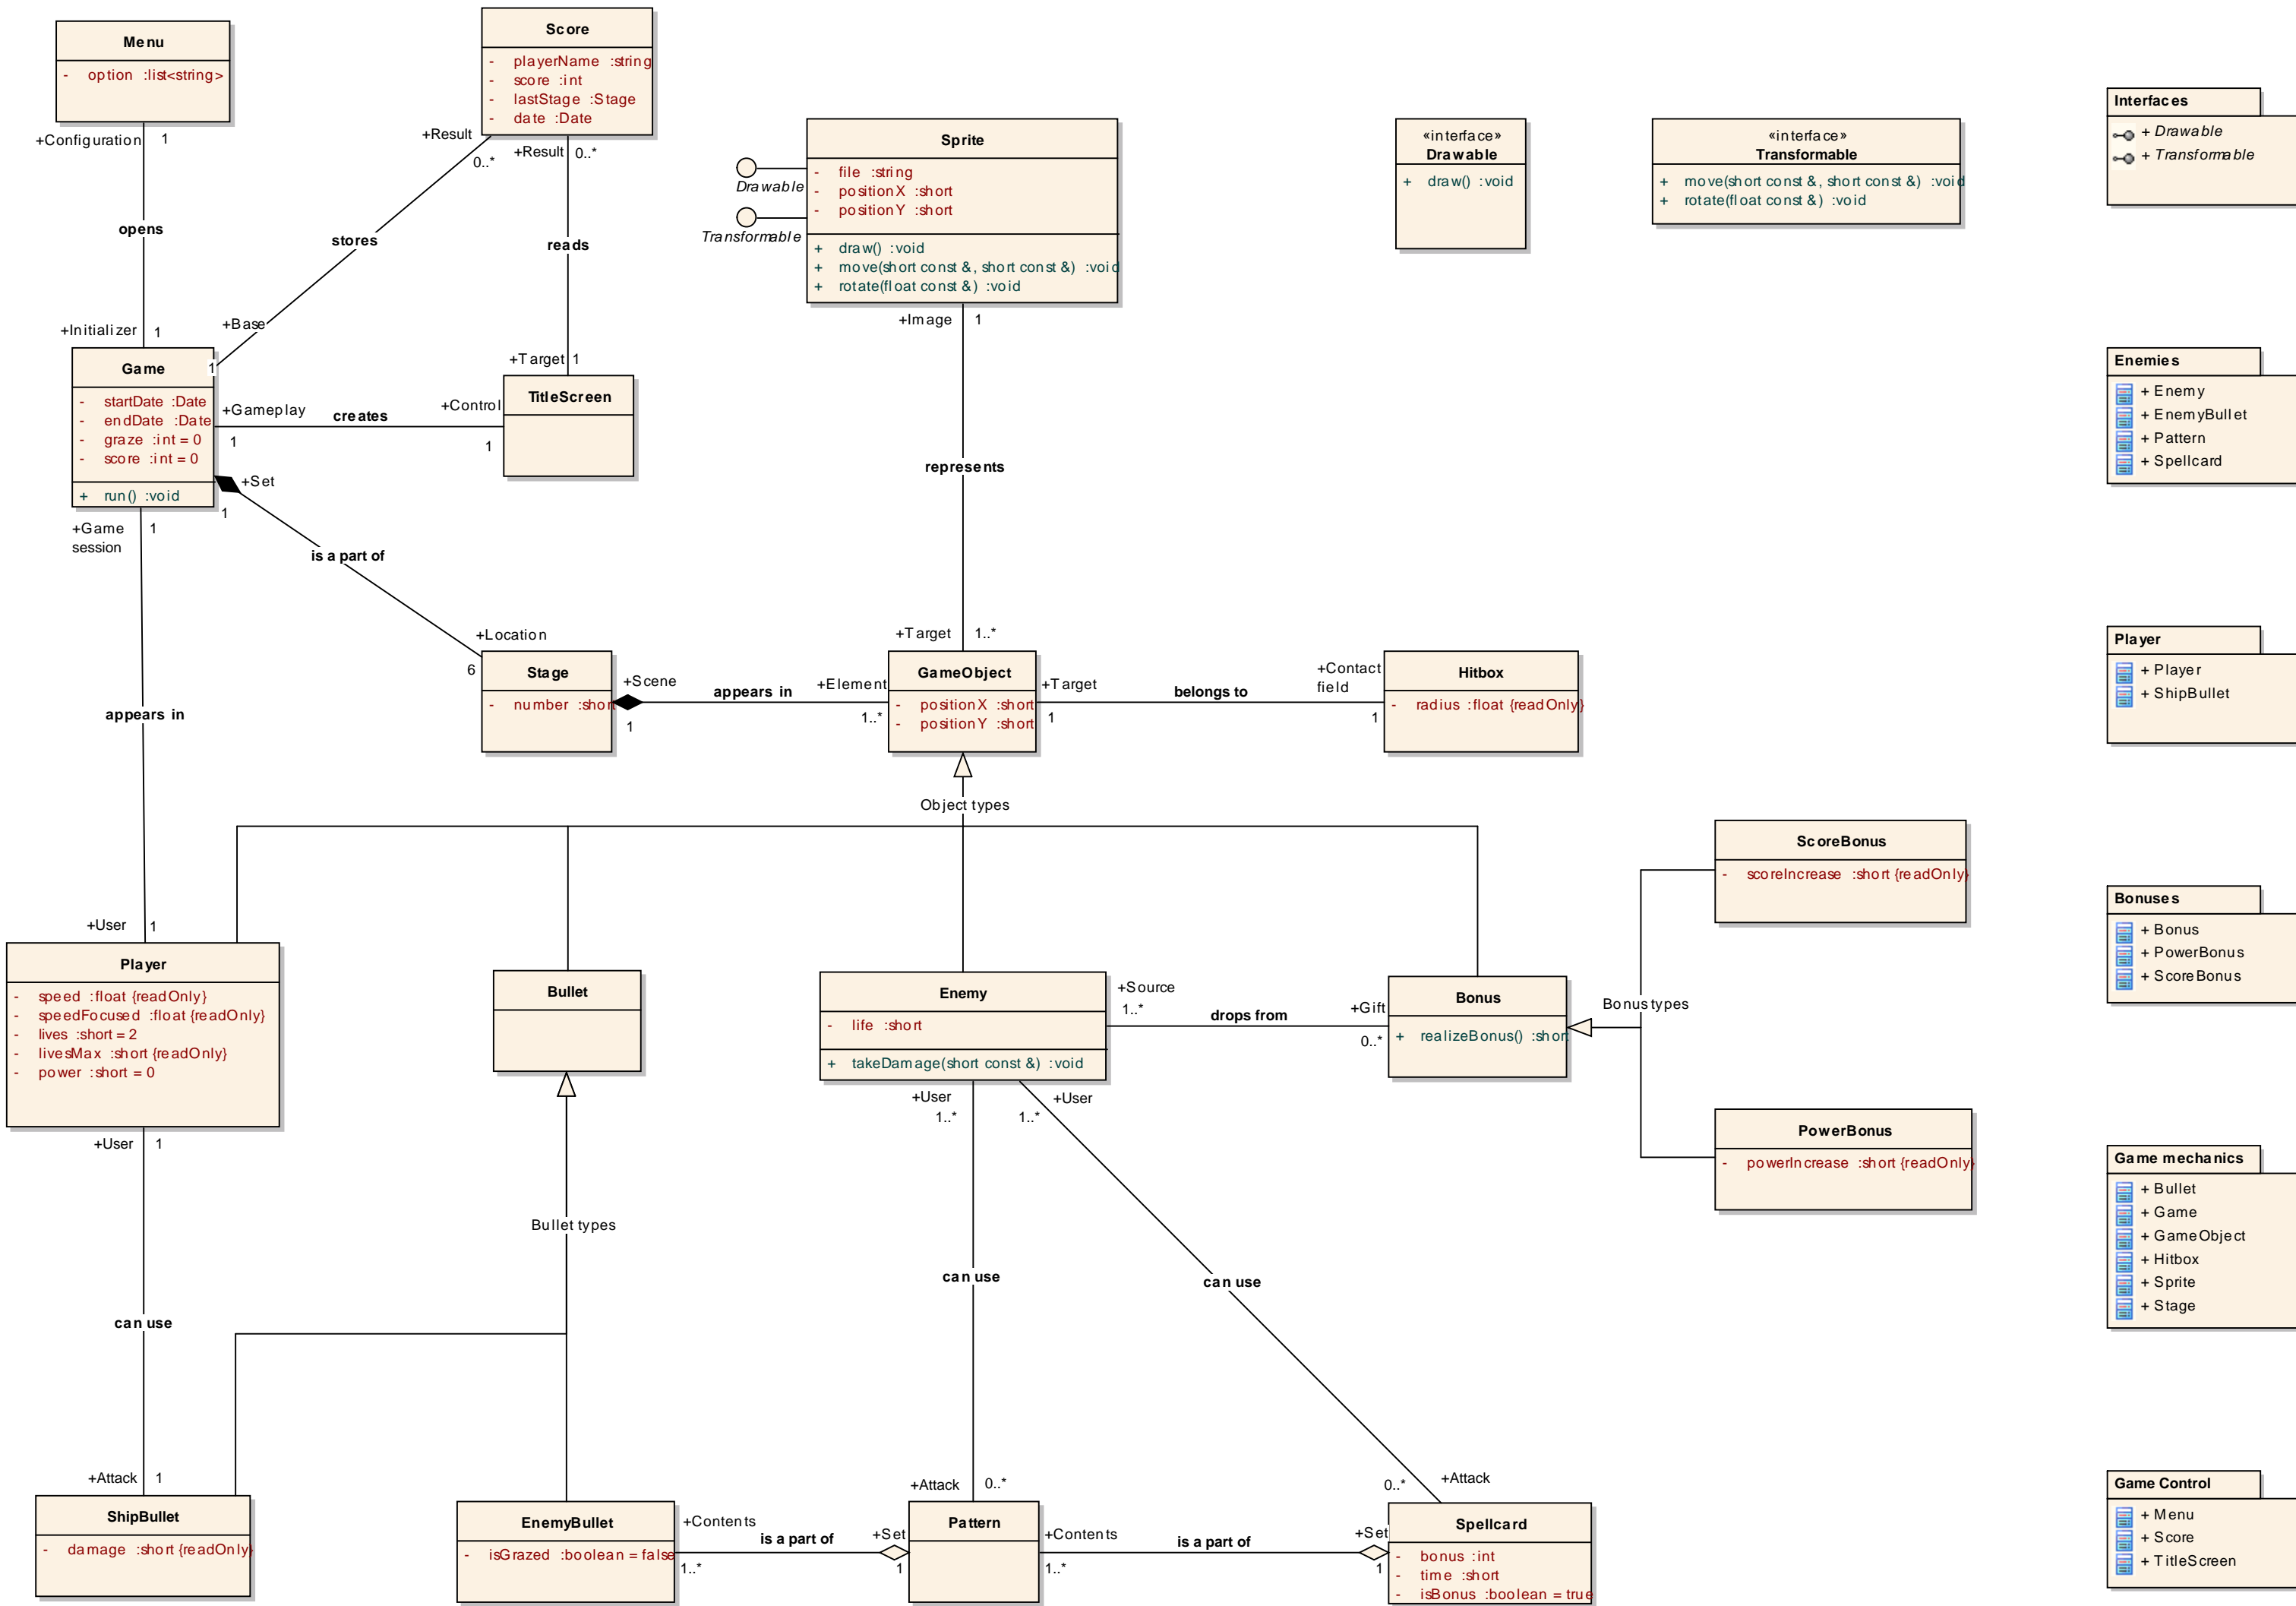 Menu
- option :list<string>
+Configuration 1
opens
+Initializer 1
Score
- playerName :string
- score :int
- lastStage :Stage
- date :Date
+Result
0..*
stores
+Base
1
+Result 0..*
reads
+Target 1
Game
- startDate :Date
- endDate :Date
- graze :int = 0
- score :int = 0
+ run() :void
+Gameplay
1
creates
+Control
1
TitleScreen
+Set
1
is a part of
+Location
6
+Game
session
1
appears in
+User 1
Sprite
- file :string
- positionX :short
- positionY :short
+ draw() :void
+ move(short const &, short const &) :void
+ rotate(float const &) :void
Drawable
Transformable
+Image 1
represents
+Target 1..*
«interface»
Drawable
+ draw() :void
«interface»
Transformable
+ move(short const &, short const &) :void
+ rotate(float const &) :void
Stage
- number :short
+Scene
1
appears in
+Element
1..*
GameObject
- positionX :short
- positionY :short
+Target
1
belongs to
+Contact
field
1
Hitbox
- radius :float {readOnly}
Object types
Player
- speed :float {readOnly}
- speedFocused :float {readOnly}
- lives :short = 2
- livesMax :short {readOnly}
- power :short = 0
+User 1
can use
+Attack 1
Bullet
Bullet types
Enemy
- life :short
+ takeDamage(short const &) :void
+Source
1..*
drops from
+Gift
0..*
Bonus
+ realizeBonus() :short
Bonus types
ScoreBonus
- scoreIncrease :short {readOnly}
PowerBonus
- powerIncrease :short {readOnly}
+User
1..*
can use
+Attack 0..*
+User
1..*
can use
+Attack
0..*
ShipBullet
- damage :short {readOnly}
EnemyBullet
- isGrazed :boolean = false
+Contents
1..*
is a part of
+Set
1
Pattern
+Contents
1..*
is a part of
+Set
1
Spellcard
- bonus :int
- time :short
- isBonus :boolean = true
Interfaces
+ Drawable
+ Transformable
Enemies
+ Enemy
+ EnemyBullet
+ Pattern
+ Spellcard
Player
+ Player
+ ShipBullet
Bonuses
+ Bonus
+ PowerBonus
+ ScoreBonus
Game mechanics
+ Bullet
+ Game
+ GameObject
+ Hitbox
+ Sprite
+ Stage
Game Control
+ Menu
+ Score
+ TitleScreen